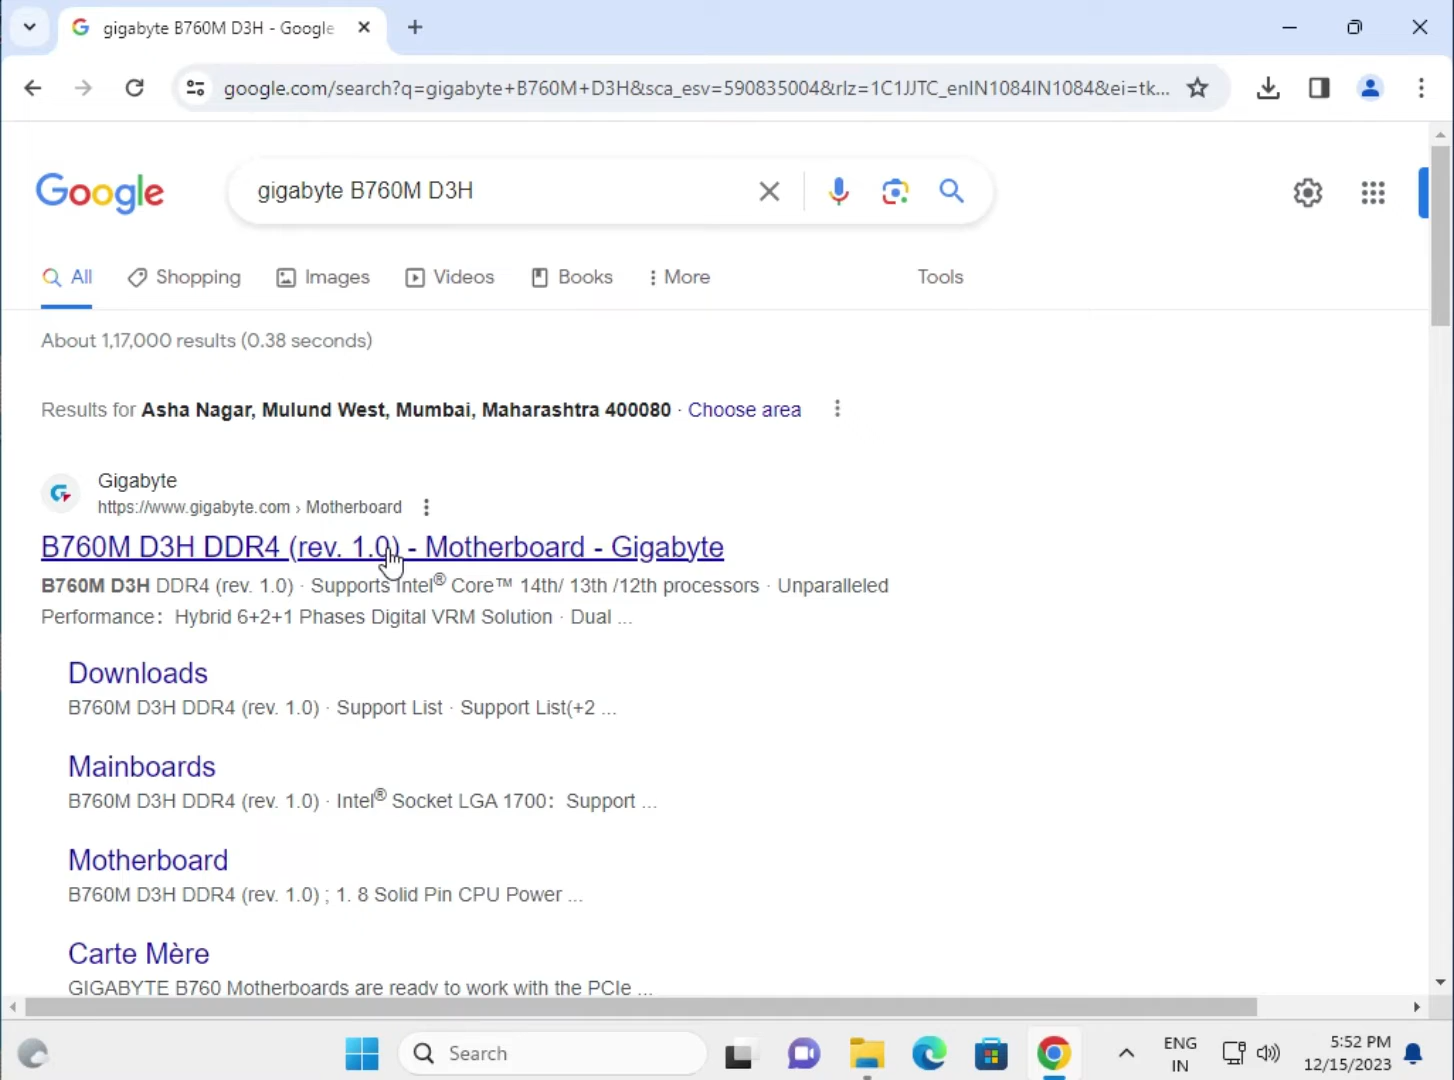 gigabyte B760M D3H - Google
google.com/search?q=gigabyte+B760M+D3H&sca_esv=590835004&rlz=1C1JJTC_enIN1084IN1084&ei=tk...
Google
gigabyte B760M D3H
All Shopping Images Videos Books More Tools
About 1,17,000 results (0.38 seconds)
Results for Asha Nagar, Mulund West, Mumbai, Maharashtra 400080 · Choose area
Gigabyte
https://www.gigabyte.com › Motherboard
B760M D3H DDR4 (rev. 1.0) - Motherboard - Gigabyte
B760M D3H DDR4 (rev. 1.0) · Supports Intel® Core™ 14th/ 13th /12th processors · Unparalleled
Performance： Hybrid 6+2+1 Phases Digital VRM Solution · Dual ...
Downloads
B760M D3H DDR4 (rev. 1.0) · Support List · Support List(+2 ...
Mainboards
B760M D3H DDR4 (rev. 1.0) · Intel® Socket LGA 1700： Support ...
Motherboard
B760M D3H DDR4 (rev. 1.0) ; 1. 8 Solid Pin CPU Power ...
Carte Mère
GIGABYTE B760 Motherboards are ready to work with the PCIe ...
Search
ENG
IN
5:52 PM
12/15/2023